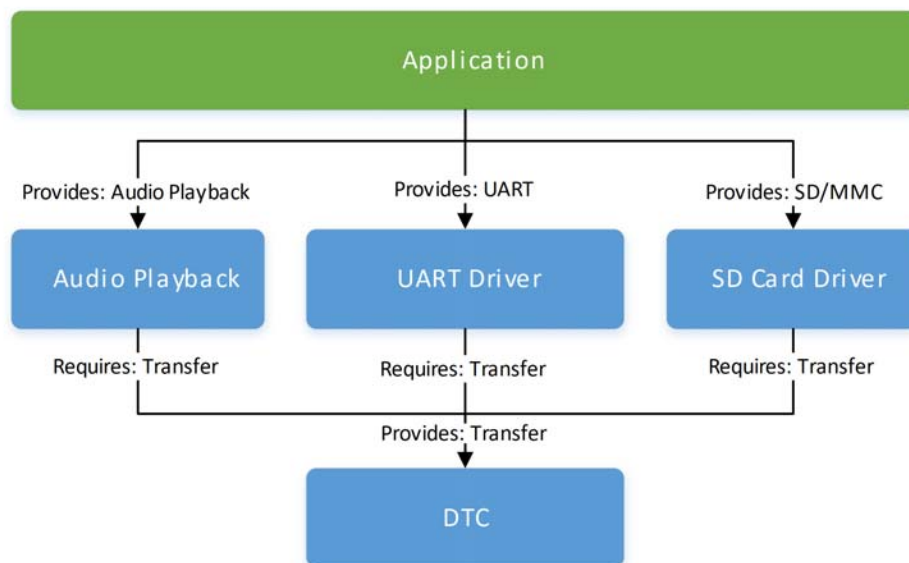 Application
Provides: Audio Playback
Provides: UART
Provides: SD/MMC
Audio Playback
UART Driver
SD Card Driver
Requires: Transfer
Requires: Transfer
Requires: Transfer
Provides: Transfer
DTC